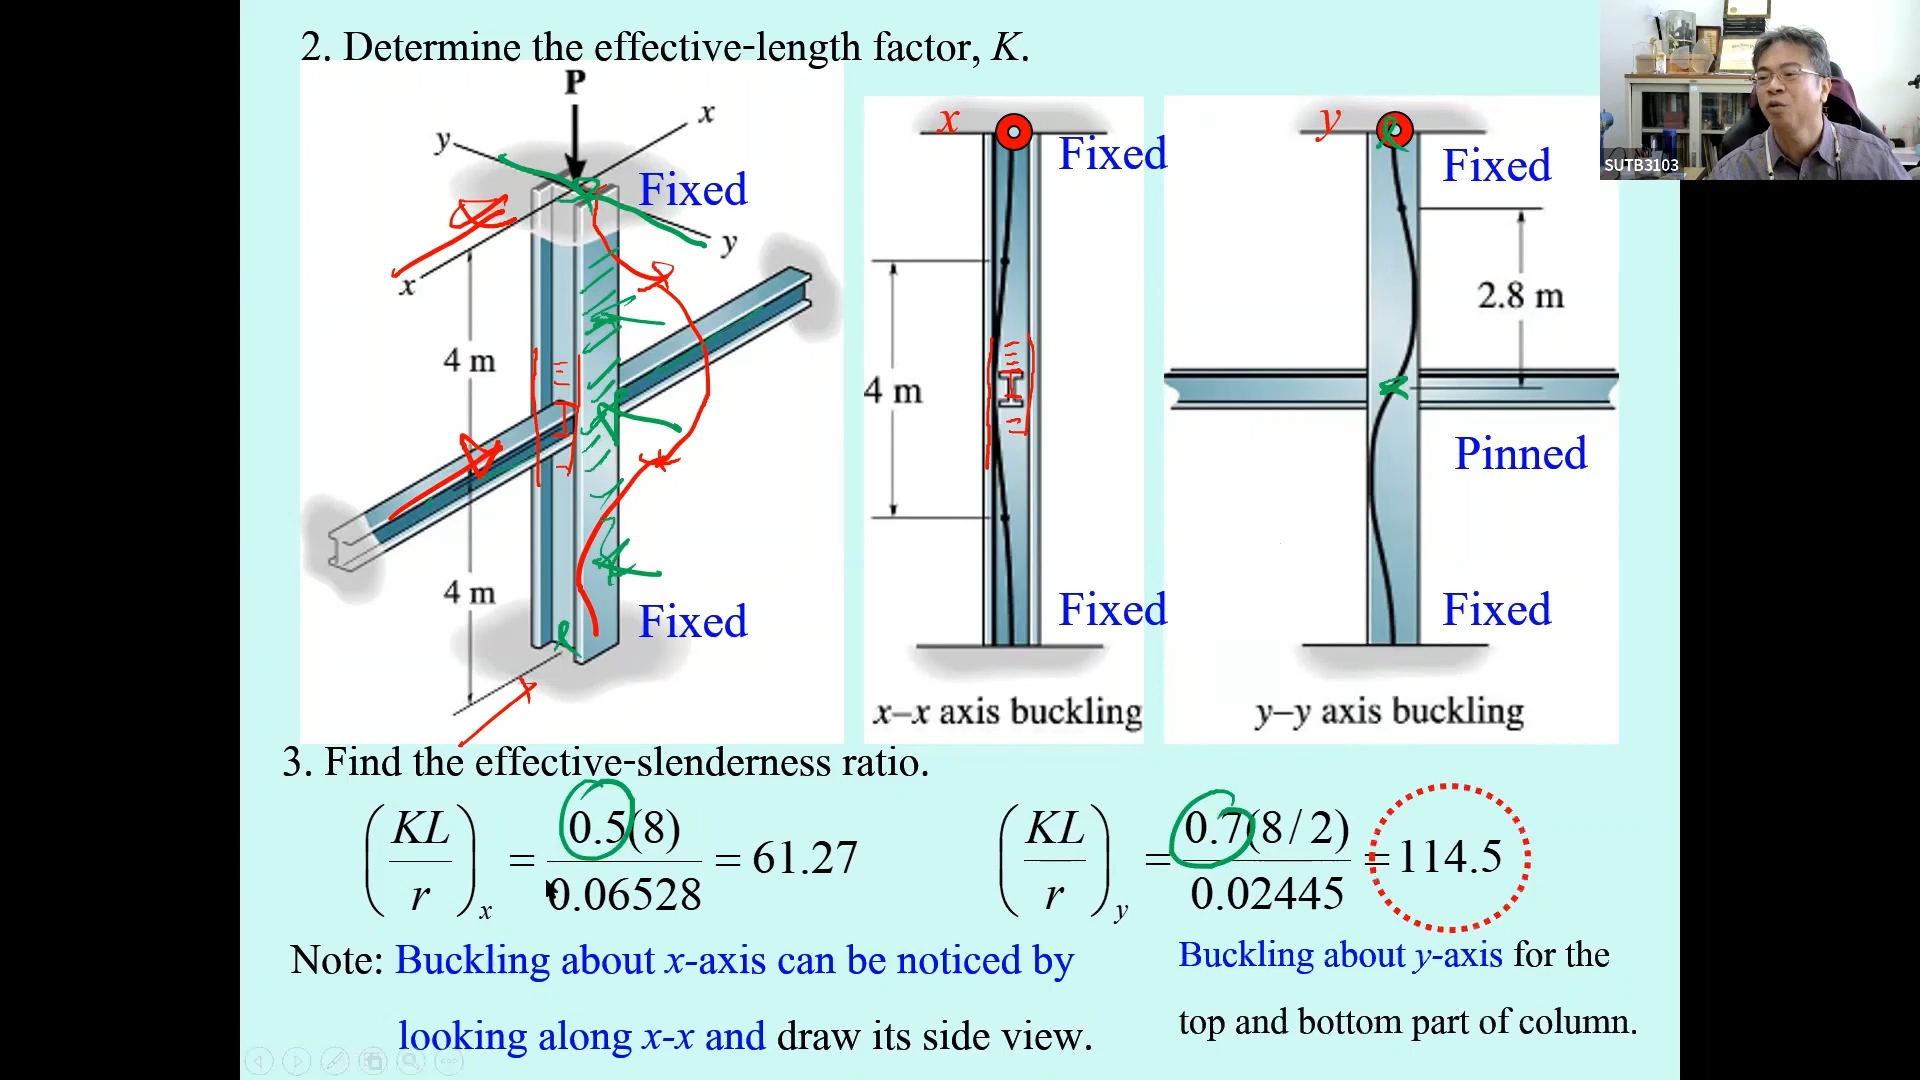 2. Determine the effective-length factor, K.
P
x
y
Fixed
y
x
4 m
4 m
Fixed
x
Fixed
4 m
Fixed
x–x axis buckling
y
Fixed
2.8 m
Pinned
Fixed
y–y axis buckling
SUTB3103
3. Find the effective-slenderness ratio.
(KL/r)x = 0.5(8)/0.06528 = 61.27
(KL/r)y = 0.7(8/2)/0.02445 = 114.5
Note: Buckling about x-axis can be noticed by
looking along x-x and draw its side view.
Buckling about y-axis for the
top and bottom part of column.